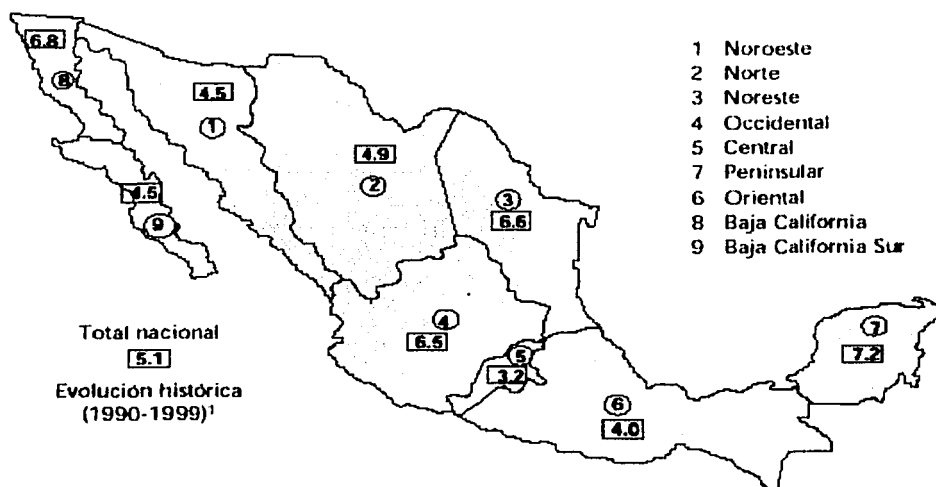 6.8
8
4.5
1
4.9
2
3
6.6
4.5
9
4
6.5
5
3.2
6
4.0
7
7.2
1 Noroeste
2 Norte
3 Noreste
4 Occidental
5 Central
7 Peninsular
6 Oriental
8 Baja California
9 Baja California Sur
Total nacional
5.1
Evolución histórica
(1990-1999)¹